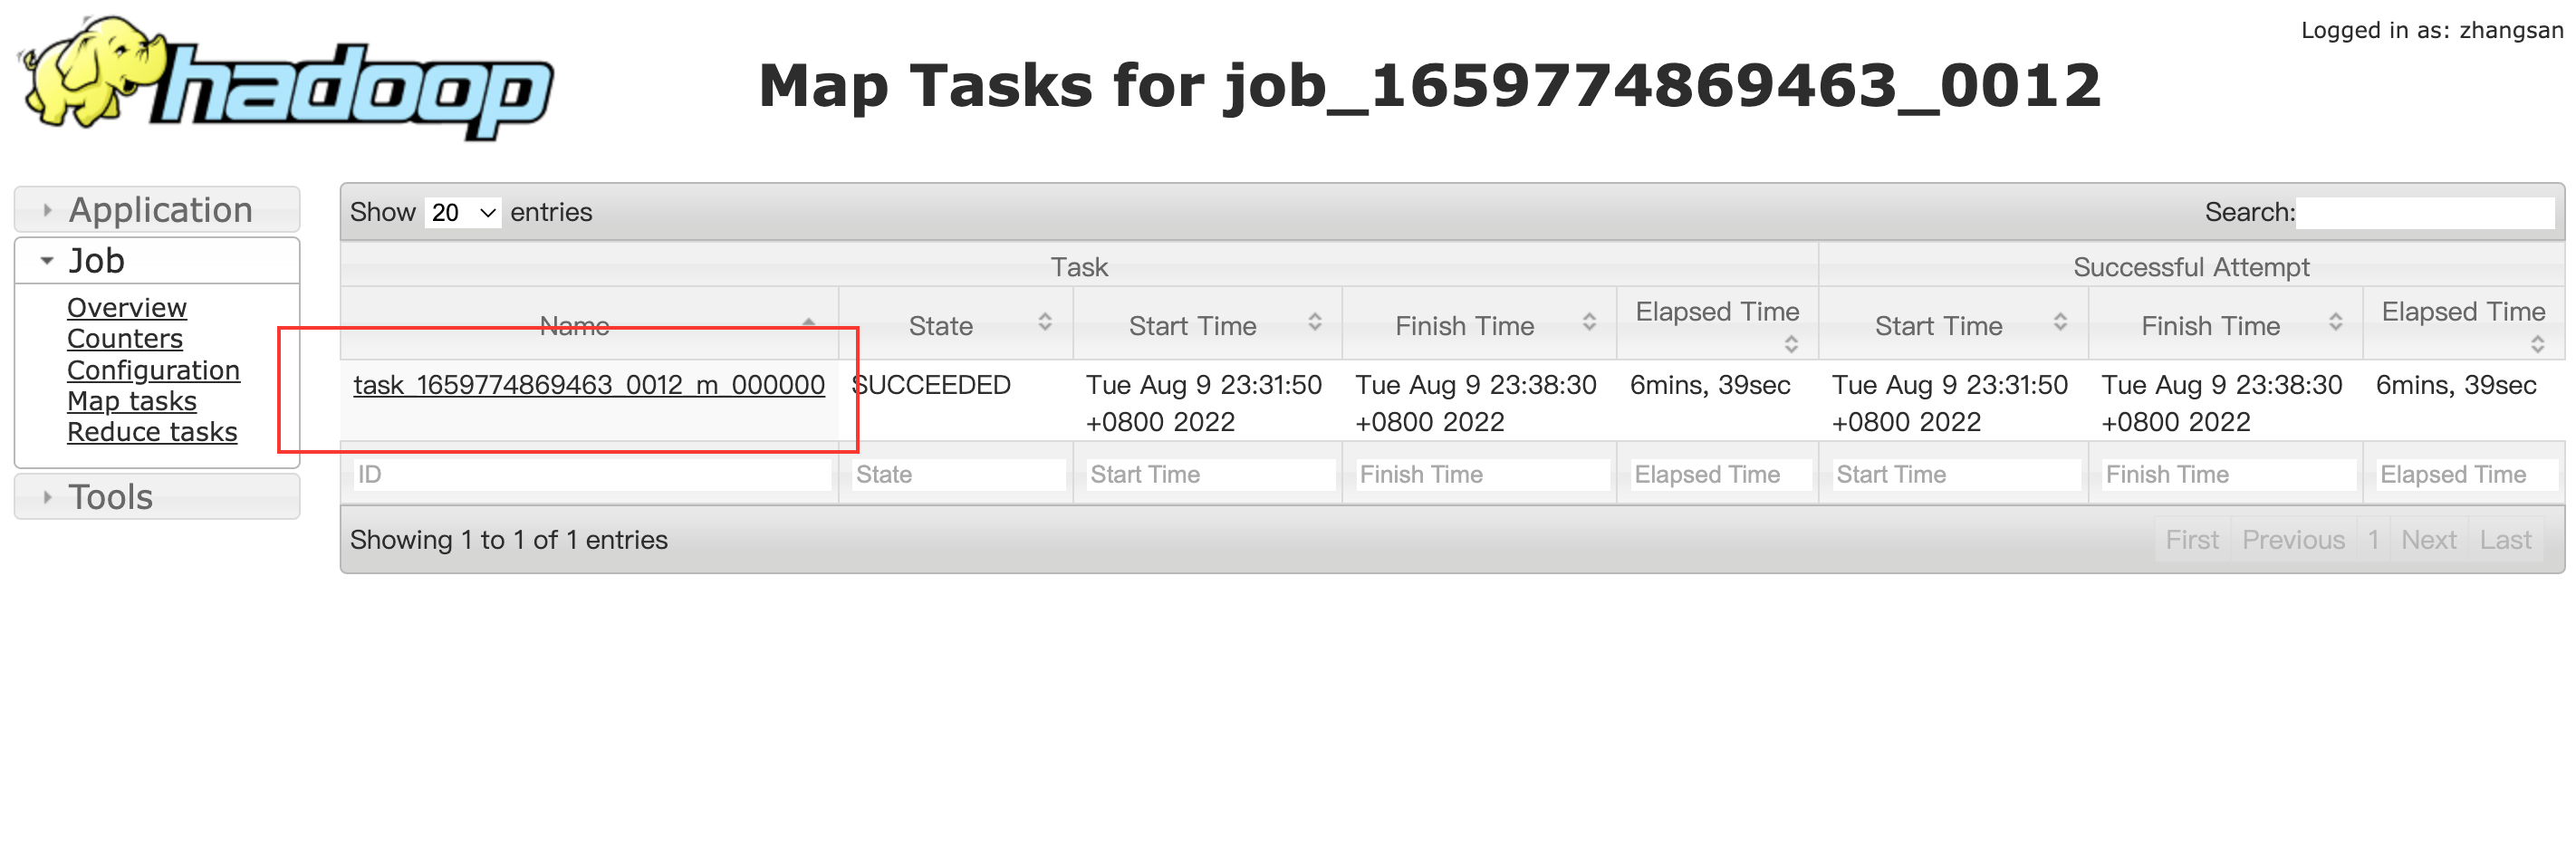 Logged in as: zhangsan
hadoop
Map Tasks for job_1659774869463_0012
Application
Job
Overview
Counters
Configuration
Map tasks
Reduce tasks
Tools
Show 20 entries
Search:
Task Successful Attempt
Name State Start Time Finish Time Elapsed Time Start Time Finish Time Elapsed Time
task_1659774869463_0012_m_000000 SUCCEEDED Tue Aug 9 23:31:50 Tue Aug 9 23:38:30 6mins, 39sec Tue Aug 9 23:31:50 Tue Aug 9 23:38:30 6mins, 39sec
+0800 2022 +0800 2022 +0800 2022 +0800 2022
ID State Start Time Finish Time Elapsed Time Start Time Finish Time Elapsed Time
Showing 1 to 1 of 1 entries
First Previous 1 Next Last